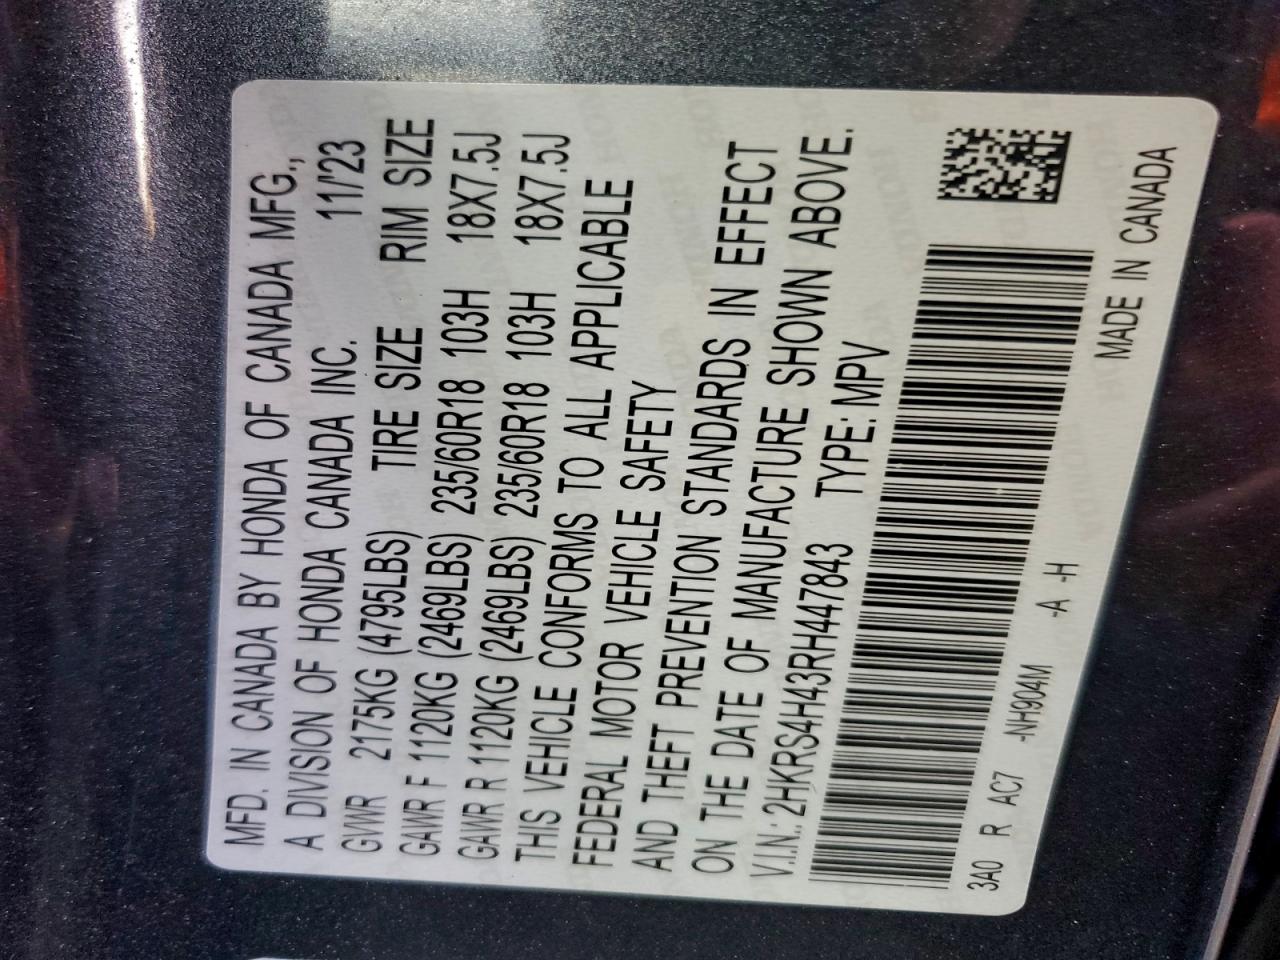 MFD. IN CANADA BY HONDA OF CANADA MFG.,
A DIVISION OF HONDA CANADA INC. 11/23
GVWR 2175KG (4795LBS) TIRE SIZE RIM SIZE
GAWR F 1120KG (2469LBS) 235/60R18 103H 18X7.5J
GAWR R 1120KG (2469LBS) 235/60R18 103H 18X7.5J
THIS VEHICLE CONFORMS TO ALL APPLICABLE
FEDERAL MOTOR VEHICLE SAFETY
AND THEFT PREVENTION STANDARDS IN EFFECT
ON THE DATE OF MANUFACTURE SHOWN ABOVE.
V.I.N.: 2HKRS4H43RH447843 TYPE: MPV
3A0 R AC7 -NH904M -A -H
MADE IN CANADA